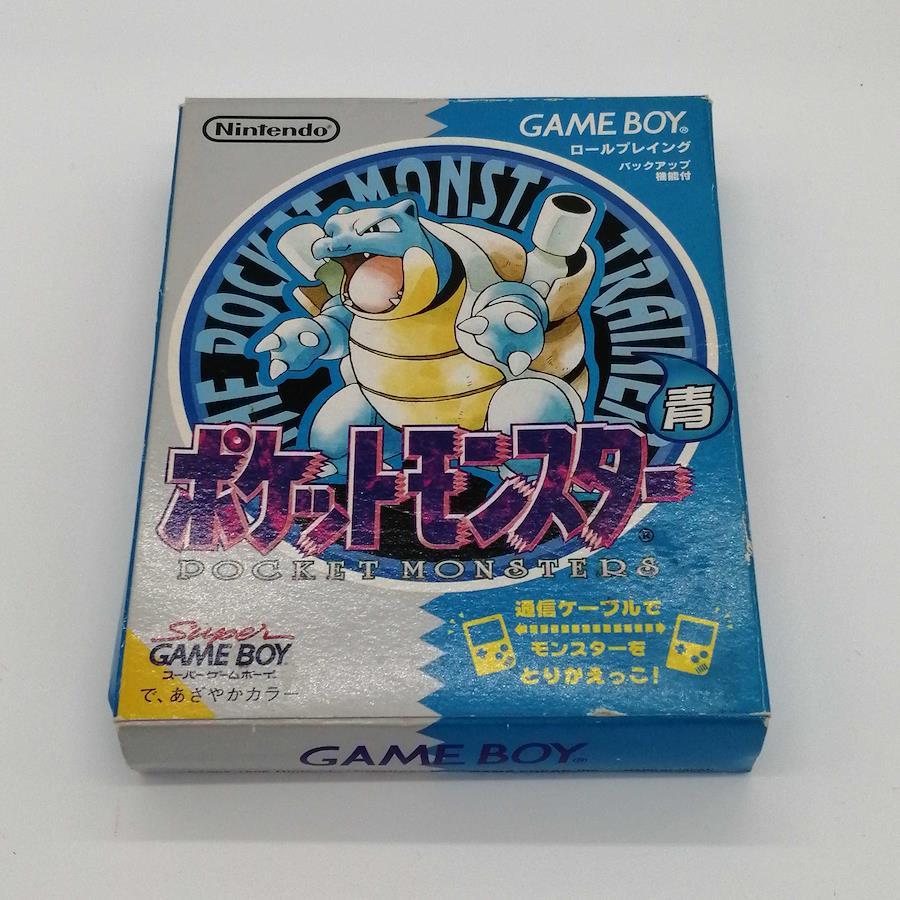 Nintendo®
GAME BOY®
ロールプレイング
バックアップ
機能付
THE POCKET MONSTER TRAINER
青
ポケットモンスター®
POCKET MONSTERS
通信ケーブルで
モンスターを
とりかえっこ!
Super
GAME BOY
スーパーゲームボーイ
で、あざやかカラー
GAME BOY®